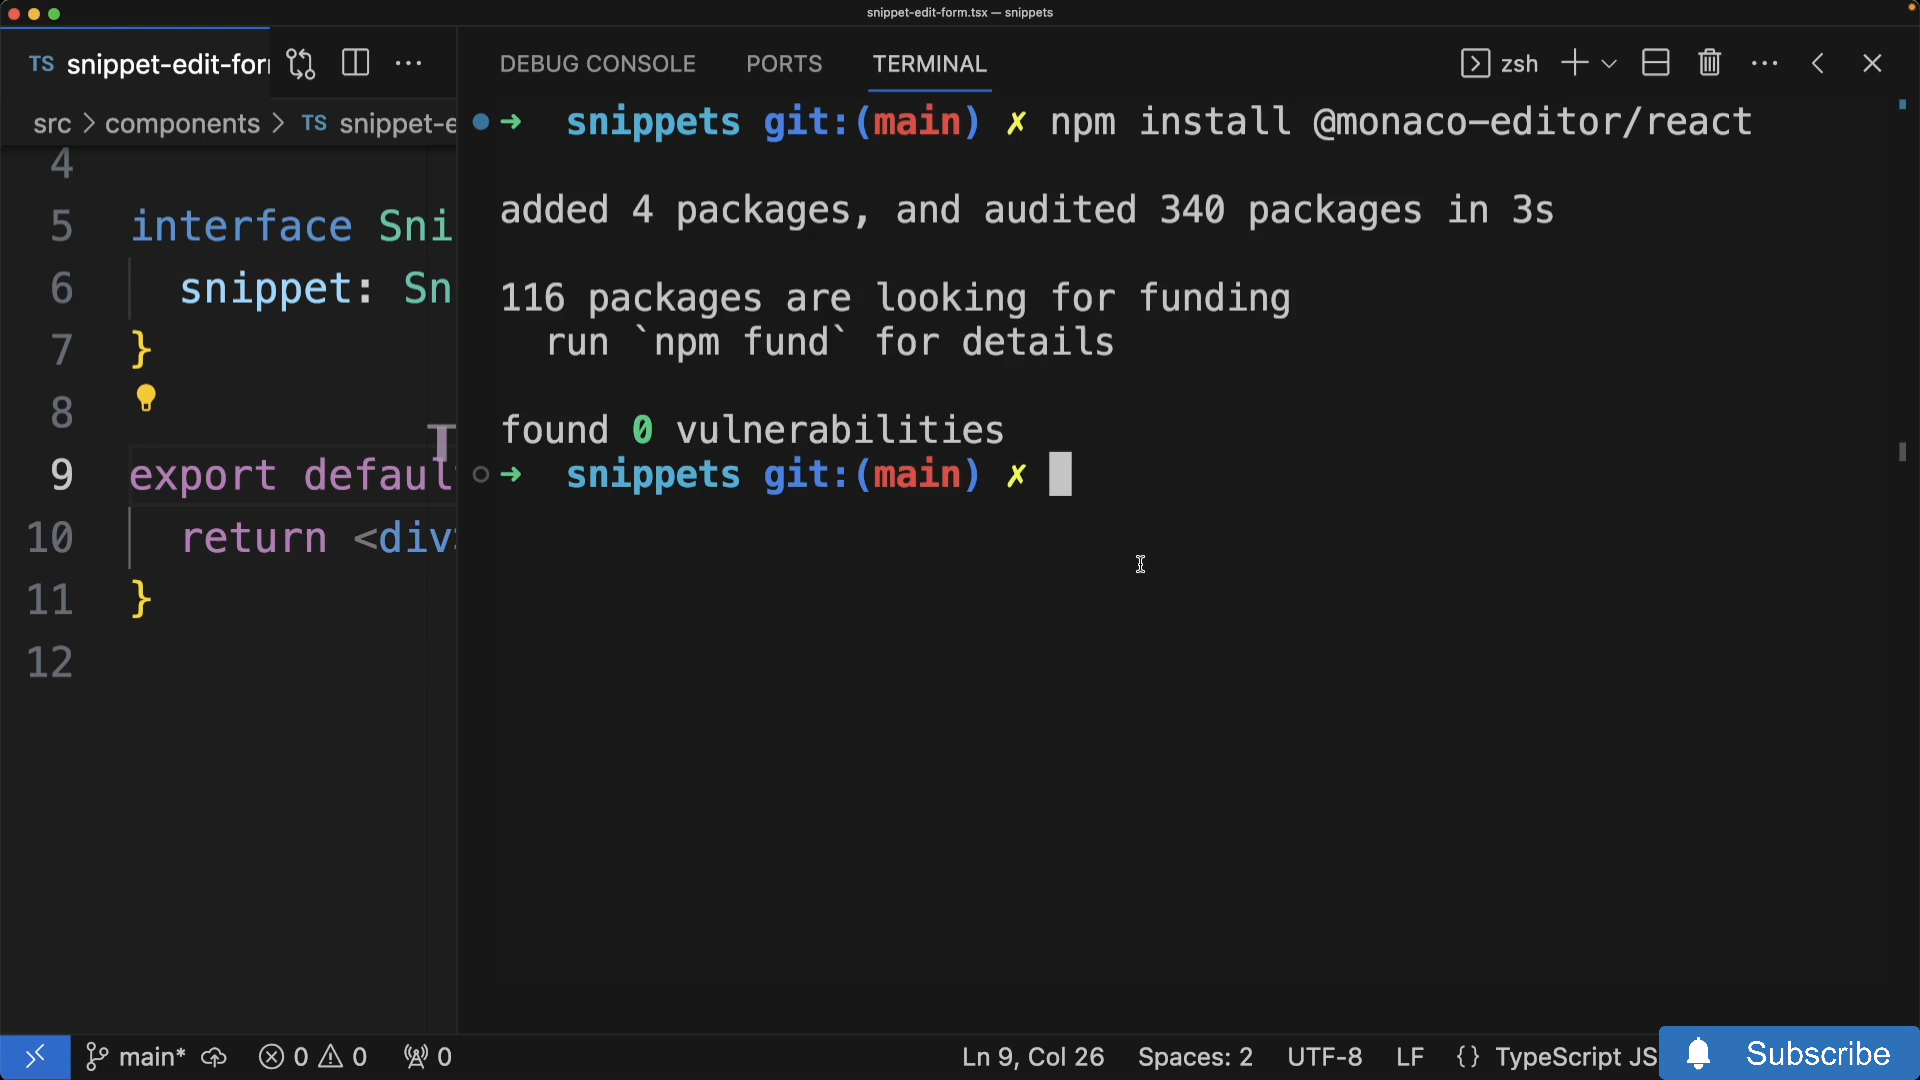 snippet-edit-form.tsx — snippets
TS snippet-edit-for
DEBUG CONSOLE PORTS TERMINAL
zsh
src > components > TS snippet-e
4
5 interface Sni
6 snippet: Sn
7 }
8
9 export default
10 return <div>
11 }
12
➜ snippets git:(main) ✗ npm install @monaco-editor/react
added 4 packages, and audited 340 packages in 3s
116 packages are looking for funding
run `npm fund` for details
found 0 vulnerabilities
➜ snippets git:(main) ✗
main* 0 0 0
Ln 9, Col 26 Spaces: 2 UTF-8 LF {} TypeScript JS
Subscribe